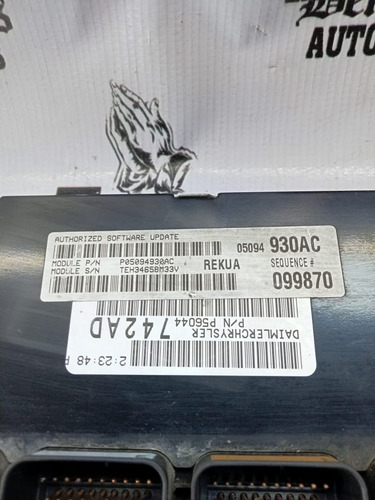 AUTO
AUTO
AUTHORIZED SOFTWARE UPDATE
05094 930AC
MODULE P/N P05094930AC
MODULE S/N TEH34658M33V
REKUA
SEQUENCE #
099870
DAIMLERCHRYSLER
P/N P56044 742AD
2:23:48